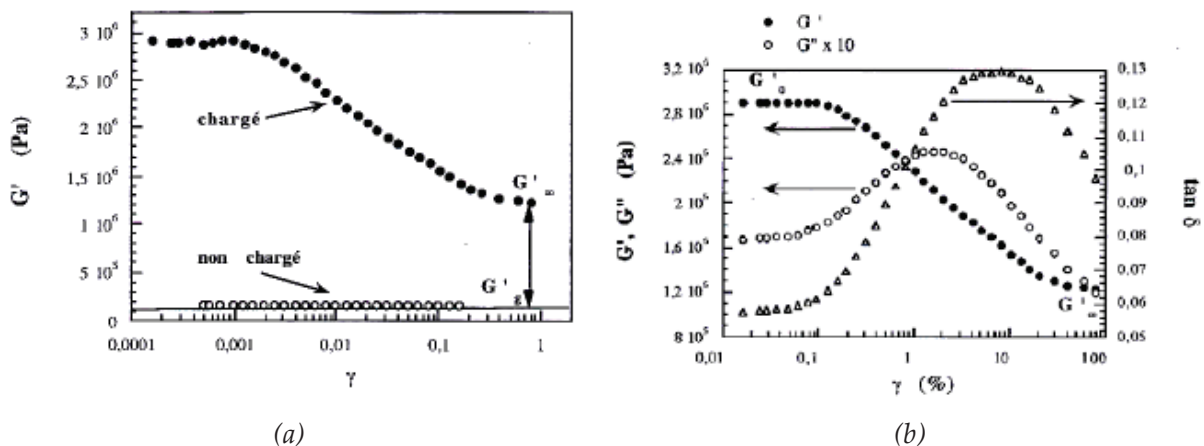 3 10⁶
2,5 10⁶
2 10⁶
1,5 10⁶
1 10⁶
5 10⁵
0
G' (Pa)
chargé
non chargé
G' ∞
G' g
0,0001
0,001
0,01
0,1
1
γ
(a)
● G'
○ G" x 10
3,2 10⁶
2,8 10⁶
2,4 10⁶
2 10⁶
1,6 10⁶
1,2 10⁶
8 10⁵
G', G" (Pa)
G' 0
G' ∞
0,13
0,12
0,11
0,1
0,09
0,08
0,07
0,06
0,05
tan δ
0,01
0,1
1
10
100
γ (%)
(b)